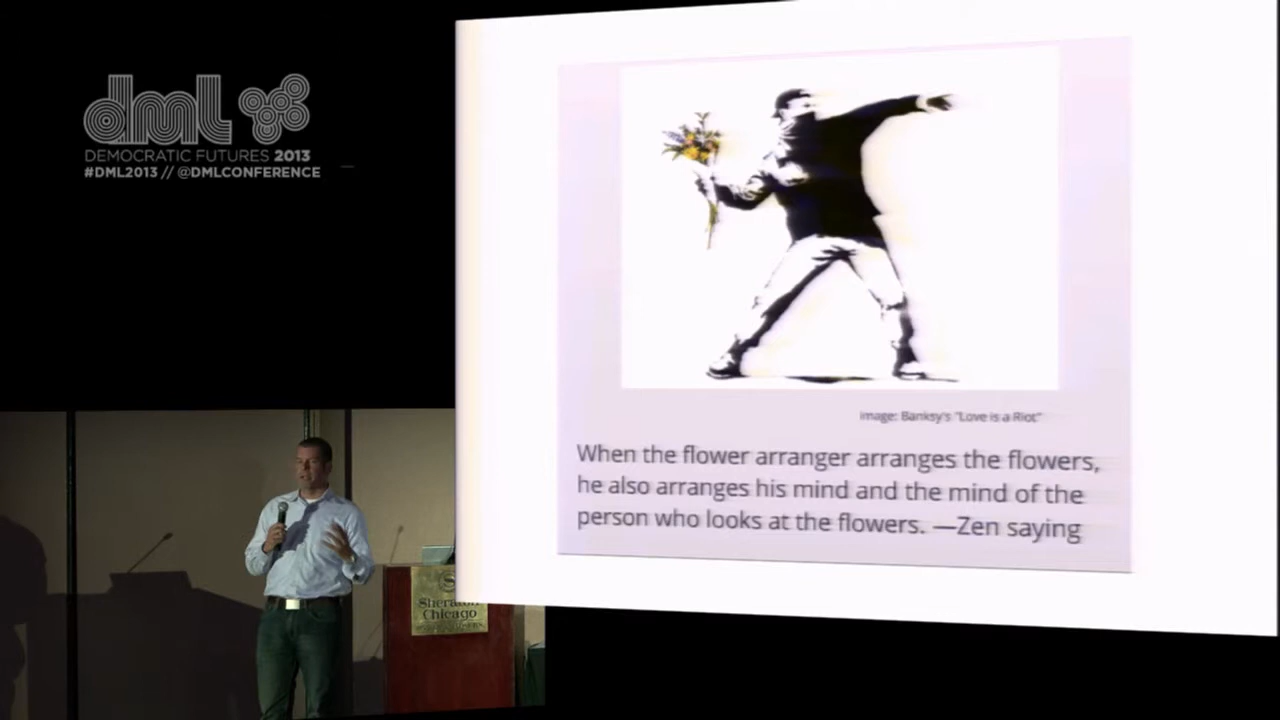 dml
DEMOCRATIC FUTURES 2013
#DML2013 // @DMLCONFERENCE
image: Banksy's "Love is a Riot"
When the flower arranger arranges the flowers,
he also arranges his mind and the mind of the
person who looks at the flowers. —Zen saying
Sheraton
Chicago